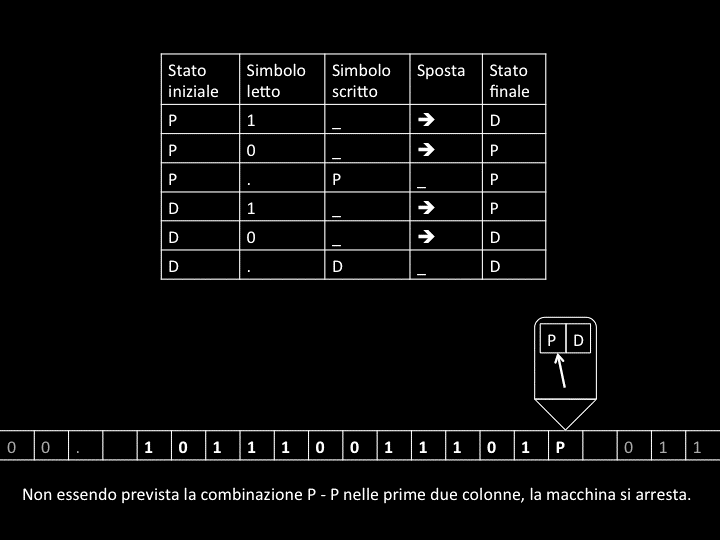 Stato iniziale Simbolo letto Simbolo scritto Sposta Stato finale
P 1 _ ➔ D
P 0 _ ➔ P
P . P _ P
D 1 _ ➔ P
D 0 _ ➔ D
D . D _ D
P D
0 0 . 1 0 1 1 1 0 0 1 1 1 0 1 P 0 1 1
Non essendo prevista la combinazione P - P nelle prime due colonne, la macchina si arresta.